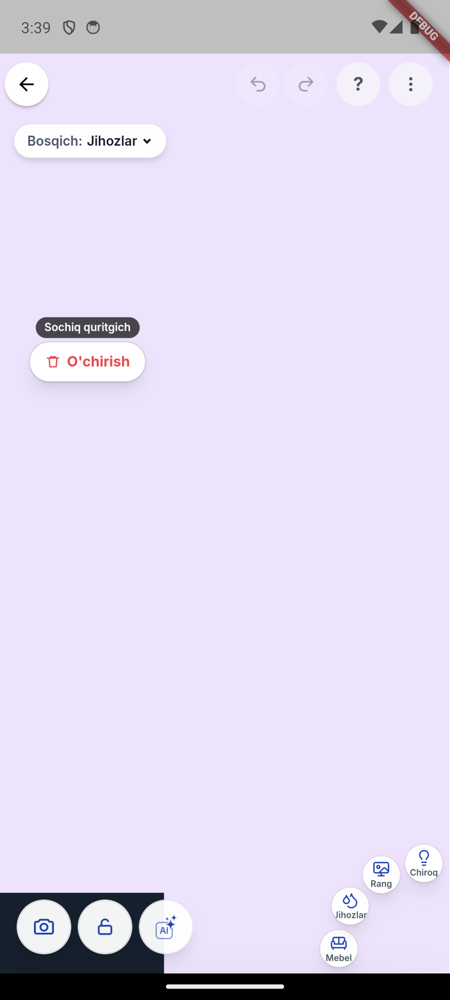 3:39
DEBUG
?
Bosqich: Jihozlar
Sochiq quritgich
O'chirish
Chiroq
Rang
Jihozlar
Mebel
AI